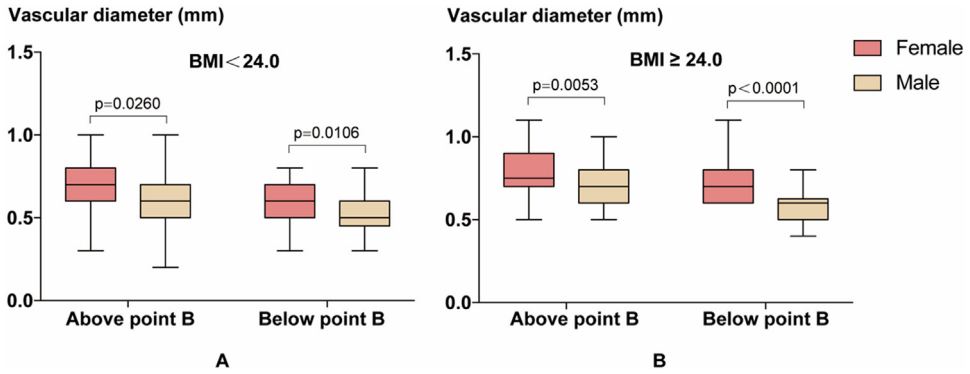 Vascular diameter (mm)
BMI＜24.0
1.5
1.0
0.5
0.0
p=0.0260
p=0.0106
Above point B
Below point B
A
Vascular diameter (mm)
BMI ≥ 24.0
1.5
1.0
0.5
0.0
p=0.0053
p＜0.0001
Above point B
Below point B
B
Female
Male